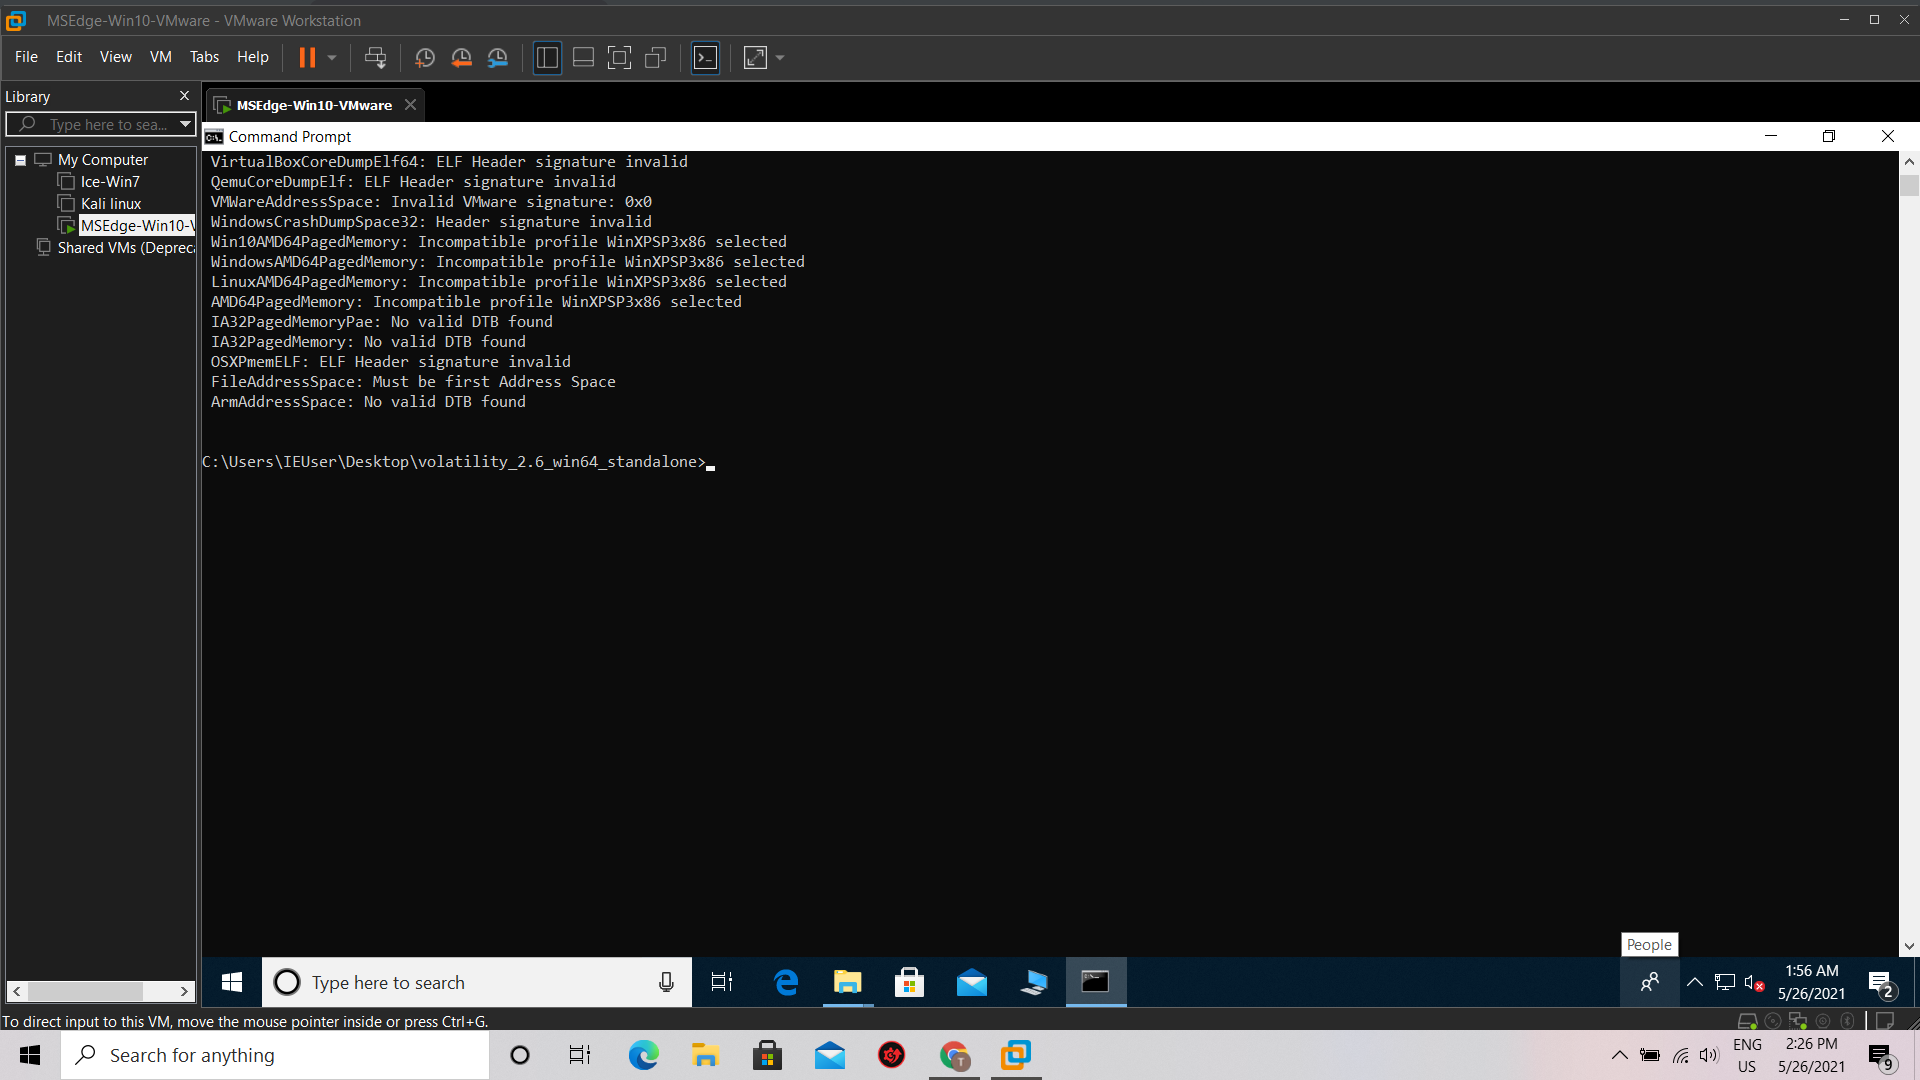 MSEdge-Win10-VMware - VMware Workstation
File Edit View VM Tabs Help
Library
MSEdge-Win10-VMware
Type here to sea...
Command Prompt
My Computer
Ice-Win7
Kali linux
MSEdge-Win10-V
Shared VMs (Depreca
VirtualBoxCoreDumpElf64: ELF Header signature invalid
QemuCoreDumpElf: ELF Header signature invalid
VMWareAddressSpace: Invalid VMware signature: 0x0
WindowsCrashDumpSpace32: Header signature invalid
Win10AMD64PagedMemory: Incompatible profile WinXPSP3x86 selected
WindowsAMD64PagedMemory: Incompatible profile WinXPSP3x86 selected
LinuxAMD64PagedMemory: Incompatible profile WinXPSP3x86 selected
AMD64PagedMemory: Incompatible profile WinXPSP3x86 selected
IA32PagedMemoryPae: No valid DTB found
IA32PagedMemory: No valid DTB found
OSXPmemELF: ELF Header signature invalid
FileAddressSpace: Must be first Address Space
ArmAddressSpace: No valid DTB found
C:\Users\IEUser\Desktop\volatility_2.6_win64_standalone>
People
Type here to search
1:56 AM
5/26/2021
2
To direct input to this VM, move the mouse pointer inside or press Ctrl+G.
Search for anything
ENG
US
2:26 PM
5/26/2021
9